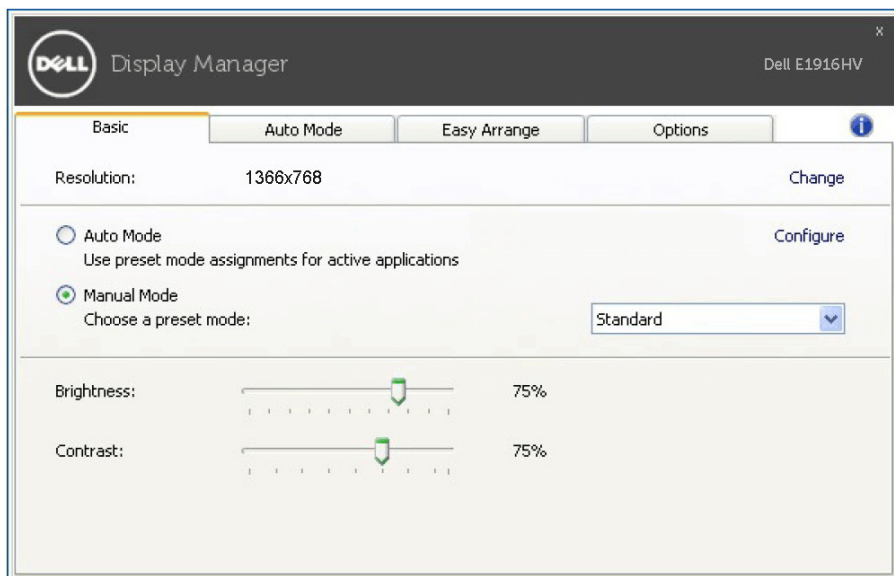 DELL Display Manager
x
Dell E1916HV
Basic Auto Mode Easy Arrange Options i
Resolution: 1366x768 Change
Auto Mode Configure
Use preset mode assignments for active applications
Manual Mode
Choose a preset mode: Standard
Brightness: 75%
Contrast: 75%